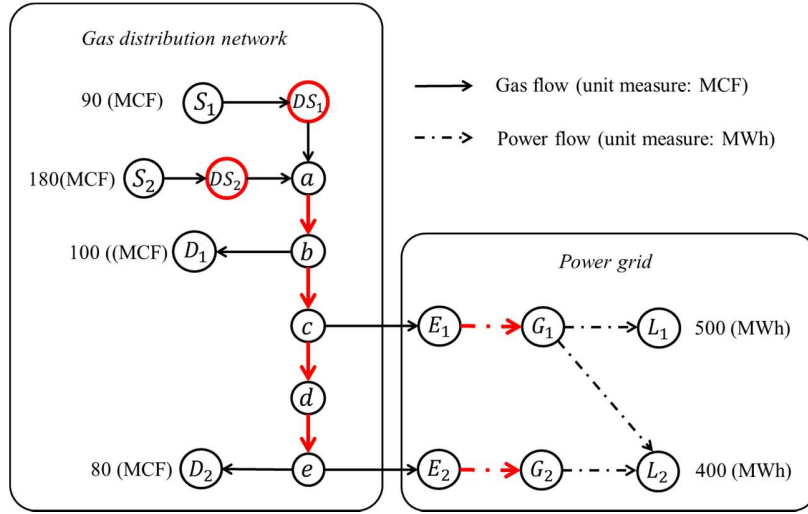 Gas distribution network
90 (MCF) S₁ DS₁
180(MCF) S₂ DS₂ a
100 ((MCF) D₁ b
c
d
80 (MCF) D₂ e
Gas flow (unit measure: MCF)
Power flow (unit measure: MWh)
Power grid
E₁ G₁ L₁ 500 (MWh)
E₂ G₂ L₂ 400 (MWh)